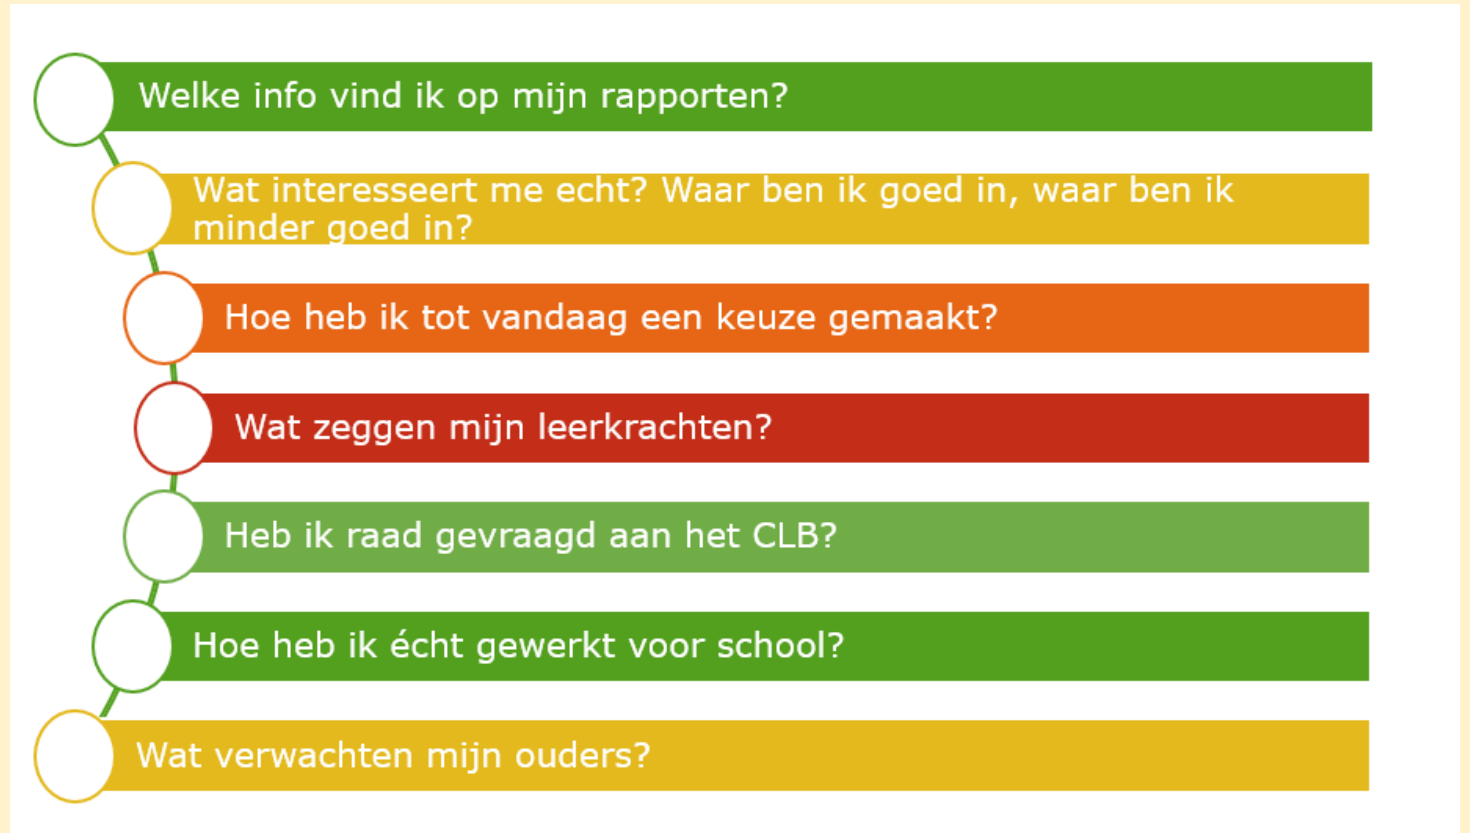 Welke info vind ik op mijn rapporten?
Wat interesseert me echt? Waar ben ik goed in, waar ben ik
minder goed in?
Hoe heb ik tot vandaag een keuze gemaakt?
Wat zeggen mijn leerkrachten?
Heb ik raad gevraagd aan het CLB?
Hoe heb ik écht gewerkt voor school?
Wat verwachten mijn ouders?